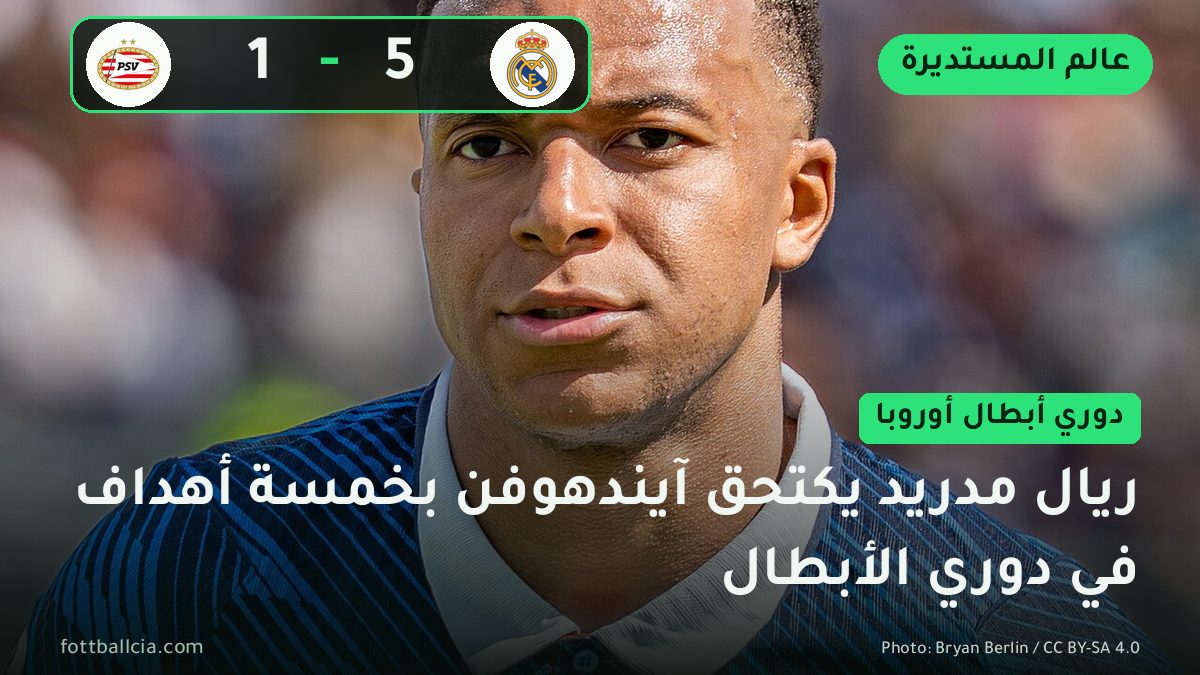 عالم المستديرة
5 - 1
PSV
دوري أبطال أوروبا
ريال مدريد يكتحق آيندهوفن بخمسة أهداف
في دوري الأبطال
fottballcia.com
Photo: Bryan Berlin / CC BY-SA 4.0